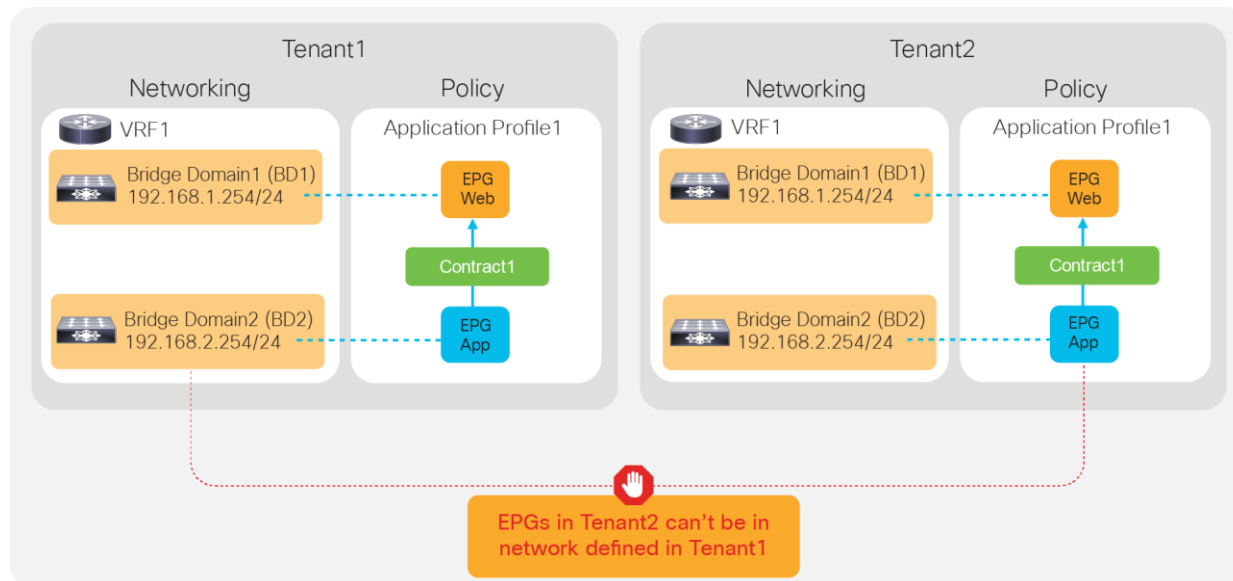 Tenant1
Networking
Policy
VRF1
Application Profile1
Bridge Domain1 (BD1)
192.168.1.254/24
EPG
Web
Contract1
Bridge Domain2 (BD2)
192.168.2.254/24
EPG
App
Tenant2
Networking
Policy
VRF1
Application Profile1
Bridge Domain1 (BD1)
192.168.1.254/24
EPG
Web
Contract1
Bridge Domain2 (BD2)
192.168.2.254/24
EPG
App
EPGs in Tenant2 can't be in
network defined in Tenant1